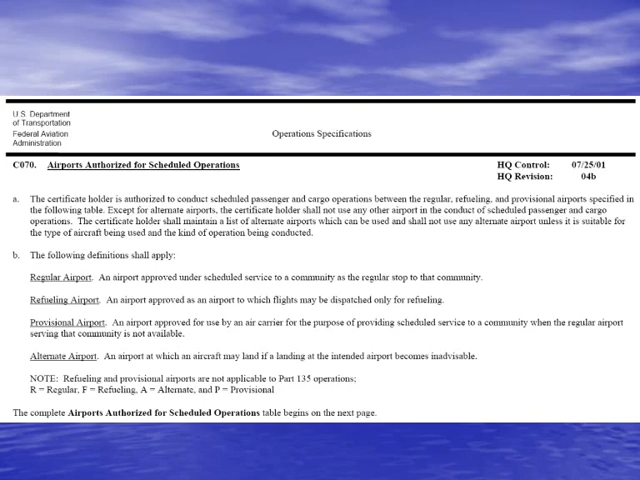 U.S. Department
of Transportation
Federal Aviation
Administration
Operations Specifications
C070. Airports Authorized for Scheduled Operations
HQ Control: 07/25/01
HQ Revision: 04b
a. The certificate holder is authorized to conduct scheduled passenger and cargo operations between the regular, refueling, and provisional airports specified in
the following table. Except for alternate airports, the certificate holder shall not use any other airport in the conduct of scheduled passenger and cargo
operations. The certificate holder shall maintain a list of alternate airports which can be used and shall not use any alternate airport unless it is suitable for
the type of aircraft being used and the kind of operation being conducted.
b. The following definitions shall apply:
Regular Airport. An airport approved under scheduled service to a community as the regular stop to that community.
Refueling Airport. An airport approved as an airport to which flights may be dispatched only for refueling.
Provisional Airport. An airport approved for use by an air carrier for the purpose of providing scheduled service to a community when the regular airport
serving that community is not available.
Alternate Airport. An airport at which an aircraft may land if a landing at the intended airport becomes inadvisable.
NOTE: Refueling and provisional airports are not applicable to Part 135 operations;
R = Regular, F = Refueling, A = Alternate, and P = Provisional
The complete Airports Authorized for Scheduled Operations table begins on the next page.